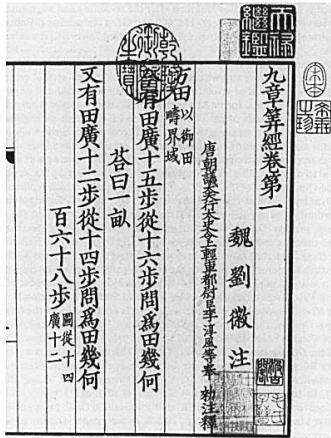 九章筭經卷第一
魏劉徽注
唐朝議大夫行太史令上輕車都尉臣李淳風等奉 勑注釋
方田以御田疇界域
今有田廣十五步從十六步問爲田幾何
荅曰一畝
又有田廣十二步從十四步問爲田幾何
百六十八步圖從十四廣十二